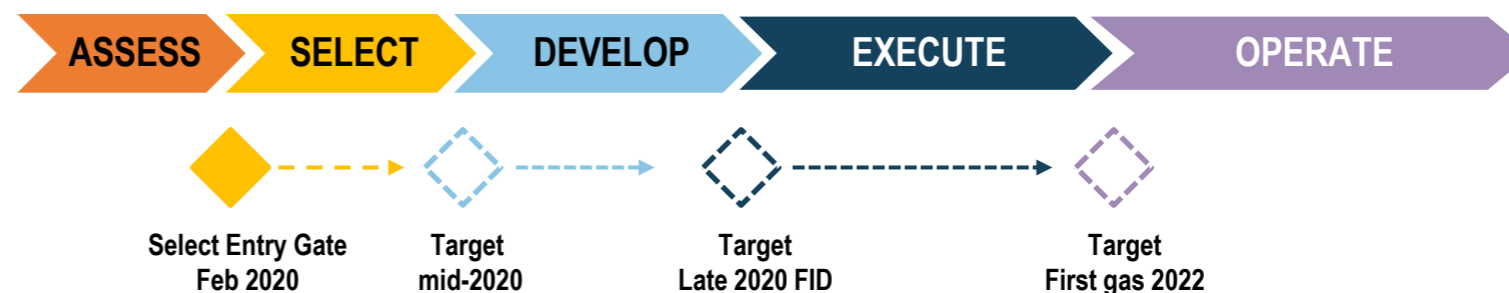 ASSESS SELECT DEVELOP EXECUTE OPERATE
Select Entry Gate
Feb 2020
Target
mid-2020
Target
Late 2020 FID
Target
First gas 2022